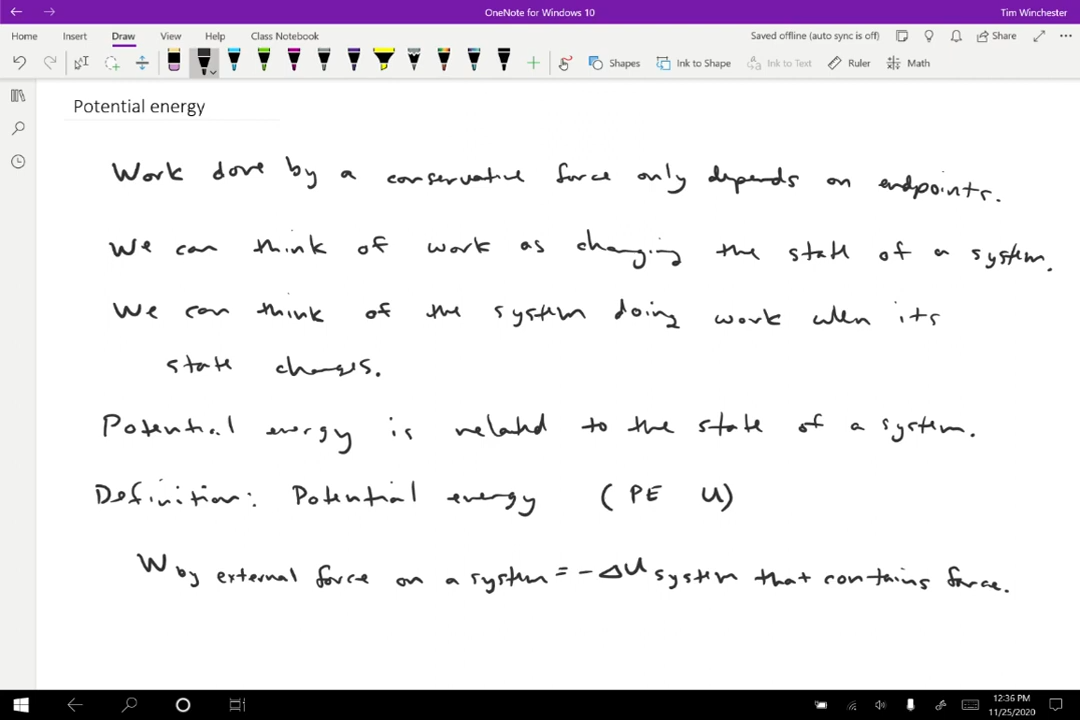 OneNote for Windows 10
Tim Winchester
Home Insert Draw View Help Class Notebook
Saved offline (auto sync is off) Share
Shapes Ink to Shape Ink to Text Ruler Math
Potential energy
Work done by a conservative force only depends on endpoints.
We can think of work as changing the state of a system.
We can think of the system doing work when its
state changes.
Potential energy is related to the state of a system.
Definition: Potential energy (PE U)
W by external force on a system = - ΔU system that contains force.
12:36 PM
11/25/2020